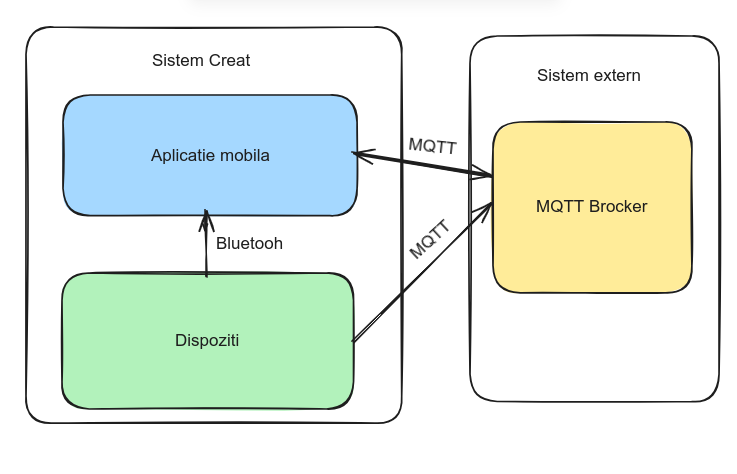 Sistem Creat
Sistem extern
Aplicatie mobila
MQTT
MQTT Brocker
Bluetooh
MQTT
Dispoziti